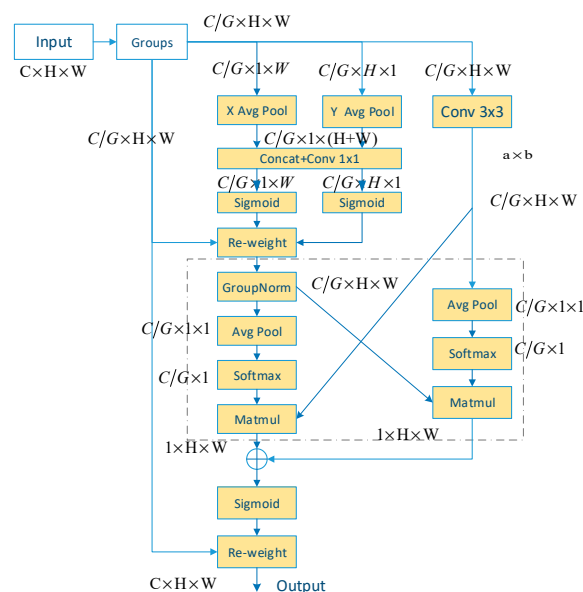 C/G×H×W
Input
Groups
C×H×W
C/G×1×W
C/G×H×1
C/G×H×W
X Avg Pool
Y Avg Pool
Conv 3x3
C/G×H×W
C/G×1×(H+W)
Concat+Conv 1x1
a×b
C/G×1×W
C/G×H×1
Sigmoid
Sigmoid
C/G×H×W
Re-weight
GroupNorm
C/G×H×W
Avg Pool
C/G×1×1
C/G×1×1
Avg Pool
Softmax
C/G×1
C/G×1
Softmax
Matmul
Matmul
1×H×W
1×H×W
Sigmoid
Re-weight
C×H×W
Output